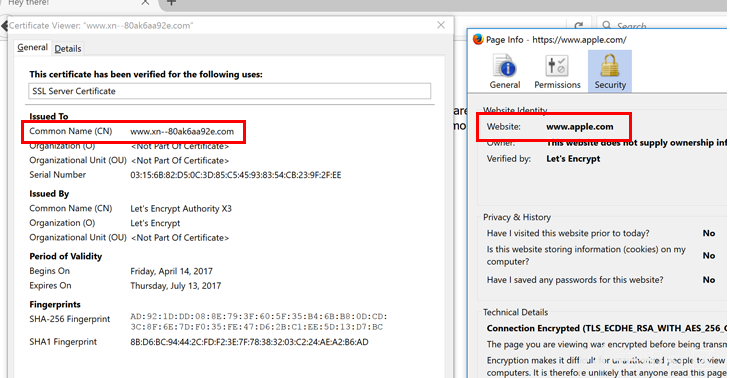 Hey there!
Certificate Viewer: "www.xn--80ak6aa92e.com"
General Details
This certificate has been verified for the following uses:
SSL Server Certificate
Issued To
Common Name (CN) www.xn--80ak6aa92e.com
Organization (O) <Not Part Of Certificate>
Organizational Unit (OU) <Not Part Of Certificate>
Serial Number 03:15:6B:82:D5:0C:3D:85:C5:45:93:83:54:CB:23:9F:2F:EE
Issued By
Common Name (CN) Let's Encrypt Authority X3
Organization (O) Let's Encrypt
Organizational Unit (OU) <Not Part Of Certificate>
Period of Validity
Begins On Friday, April 14, 2017
Expires On Thursday, July 13, 2017
Fingerprints
SHA-256 Fingerprint AD:92:1D:DD:08:8E:79:3F:60:5F:35:B4:6B:B8:0D:CD:
3C:8F:6E:7D:F0:35:FE:47:D6:2B:C1:EE:5D:13:D7:BC
SHA1 Fingerprint 8B:D6:BC:94:44:2C:FD:F2:3E:7F:78:38:32:03:C2:24:AE:A2:B6:AD
Search
Page Info - https://www.apple.com/
General Permissions Security
Website Identity
Website: www.apple.com
Owner: This website does not supply ownership inf
Verified by: Let's Encrypt
Privacy & History
Have I visited this website prior to today? No
Is this website storing information (cookies) on my
computer? No
Have I saved any passwords for this website? No
Technical Details
Connection Encrypted (TLS_ECDHE_RSA_WITH_AES_256_
The page you are viewing was encrypted before being transm
Encryption makes it difficult for unauthorized people to view
computers. It is therefore unlikely that anyone read this page